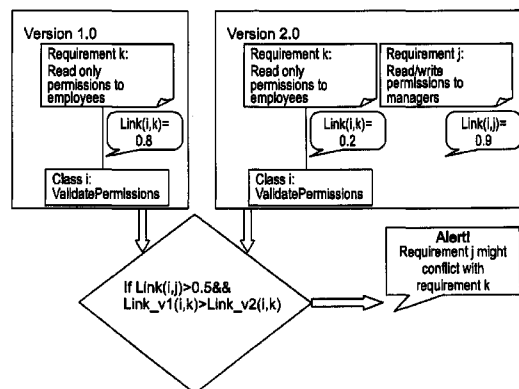 Version 1.0
Requirement k:
Read only
permissions to
employees
Link(i,k)=
0.8
Class i:
ValidatePermissions
Version 2.0
Requirement k:
Read only
permissions to
employees
Requirement j:
Read/write
permissions to
managers
Link(i,k)=
0.2
Link(i,j)=
0.9
Class i:
ValidatePermissions
If Link(i,j)>0.5&&
Link_v1(i,k)>Link_v2(i,k)
Alert!
Requirement j might
conflict with
requirement k